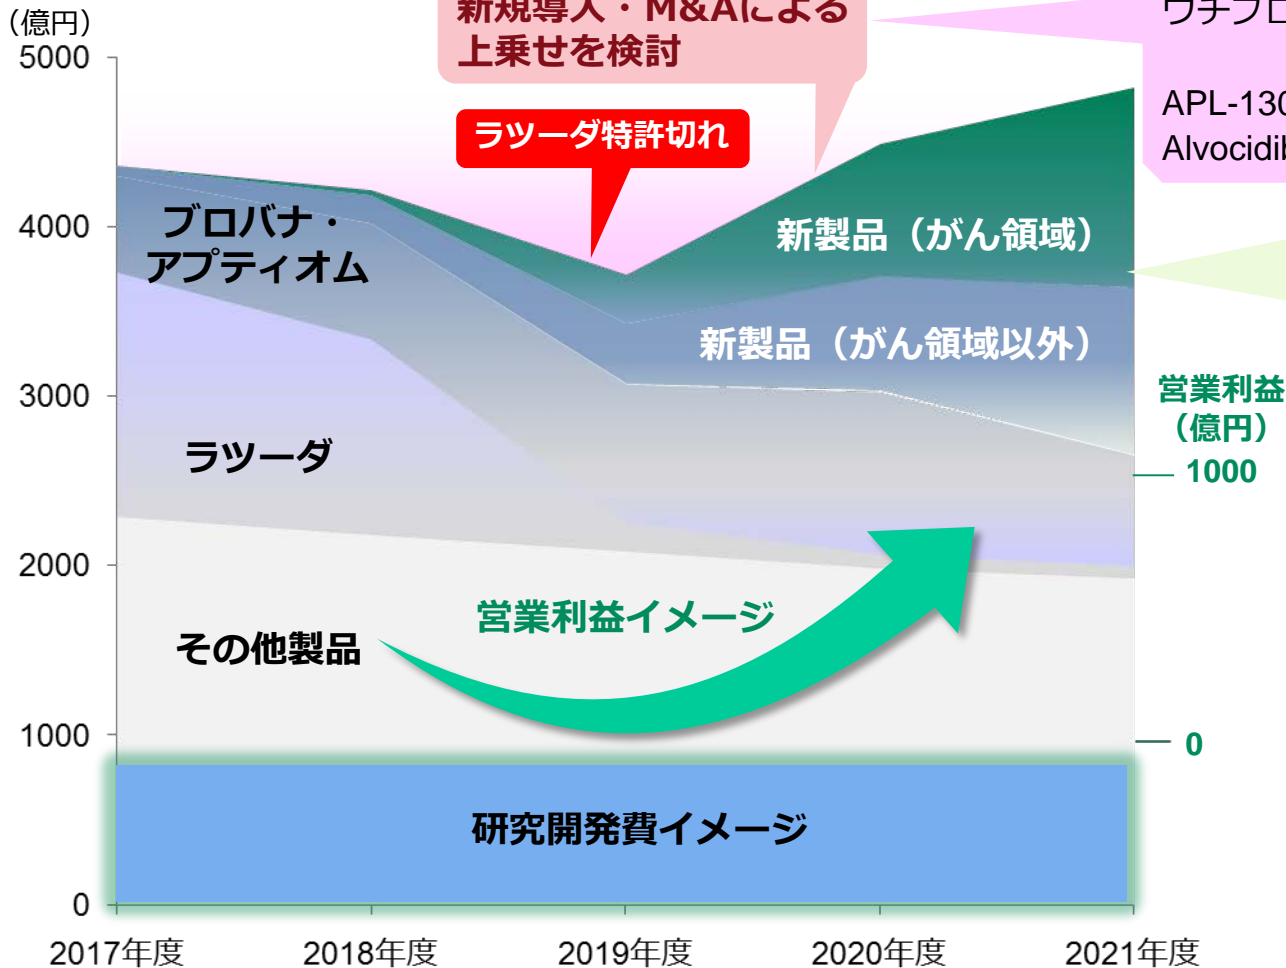 （億円）
5000
4000
3000
2000
1000
0
新規導入・M&Aによる
上乗せを検討
APL-130
Alvocidib
ラツーダ特許切れ
ブロバナ・
アプティオム
新製品（がん領域）
新製品（がん領域以外）
ラツーダ
営業利益
（億円）
1000
0
営業利益イメージ
その他製品
研究開発費イメージ
2017年度
2018年度
2019年度
2020年度
2021年度